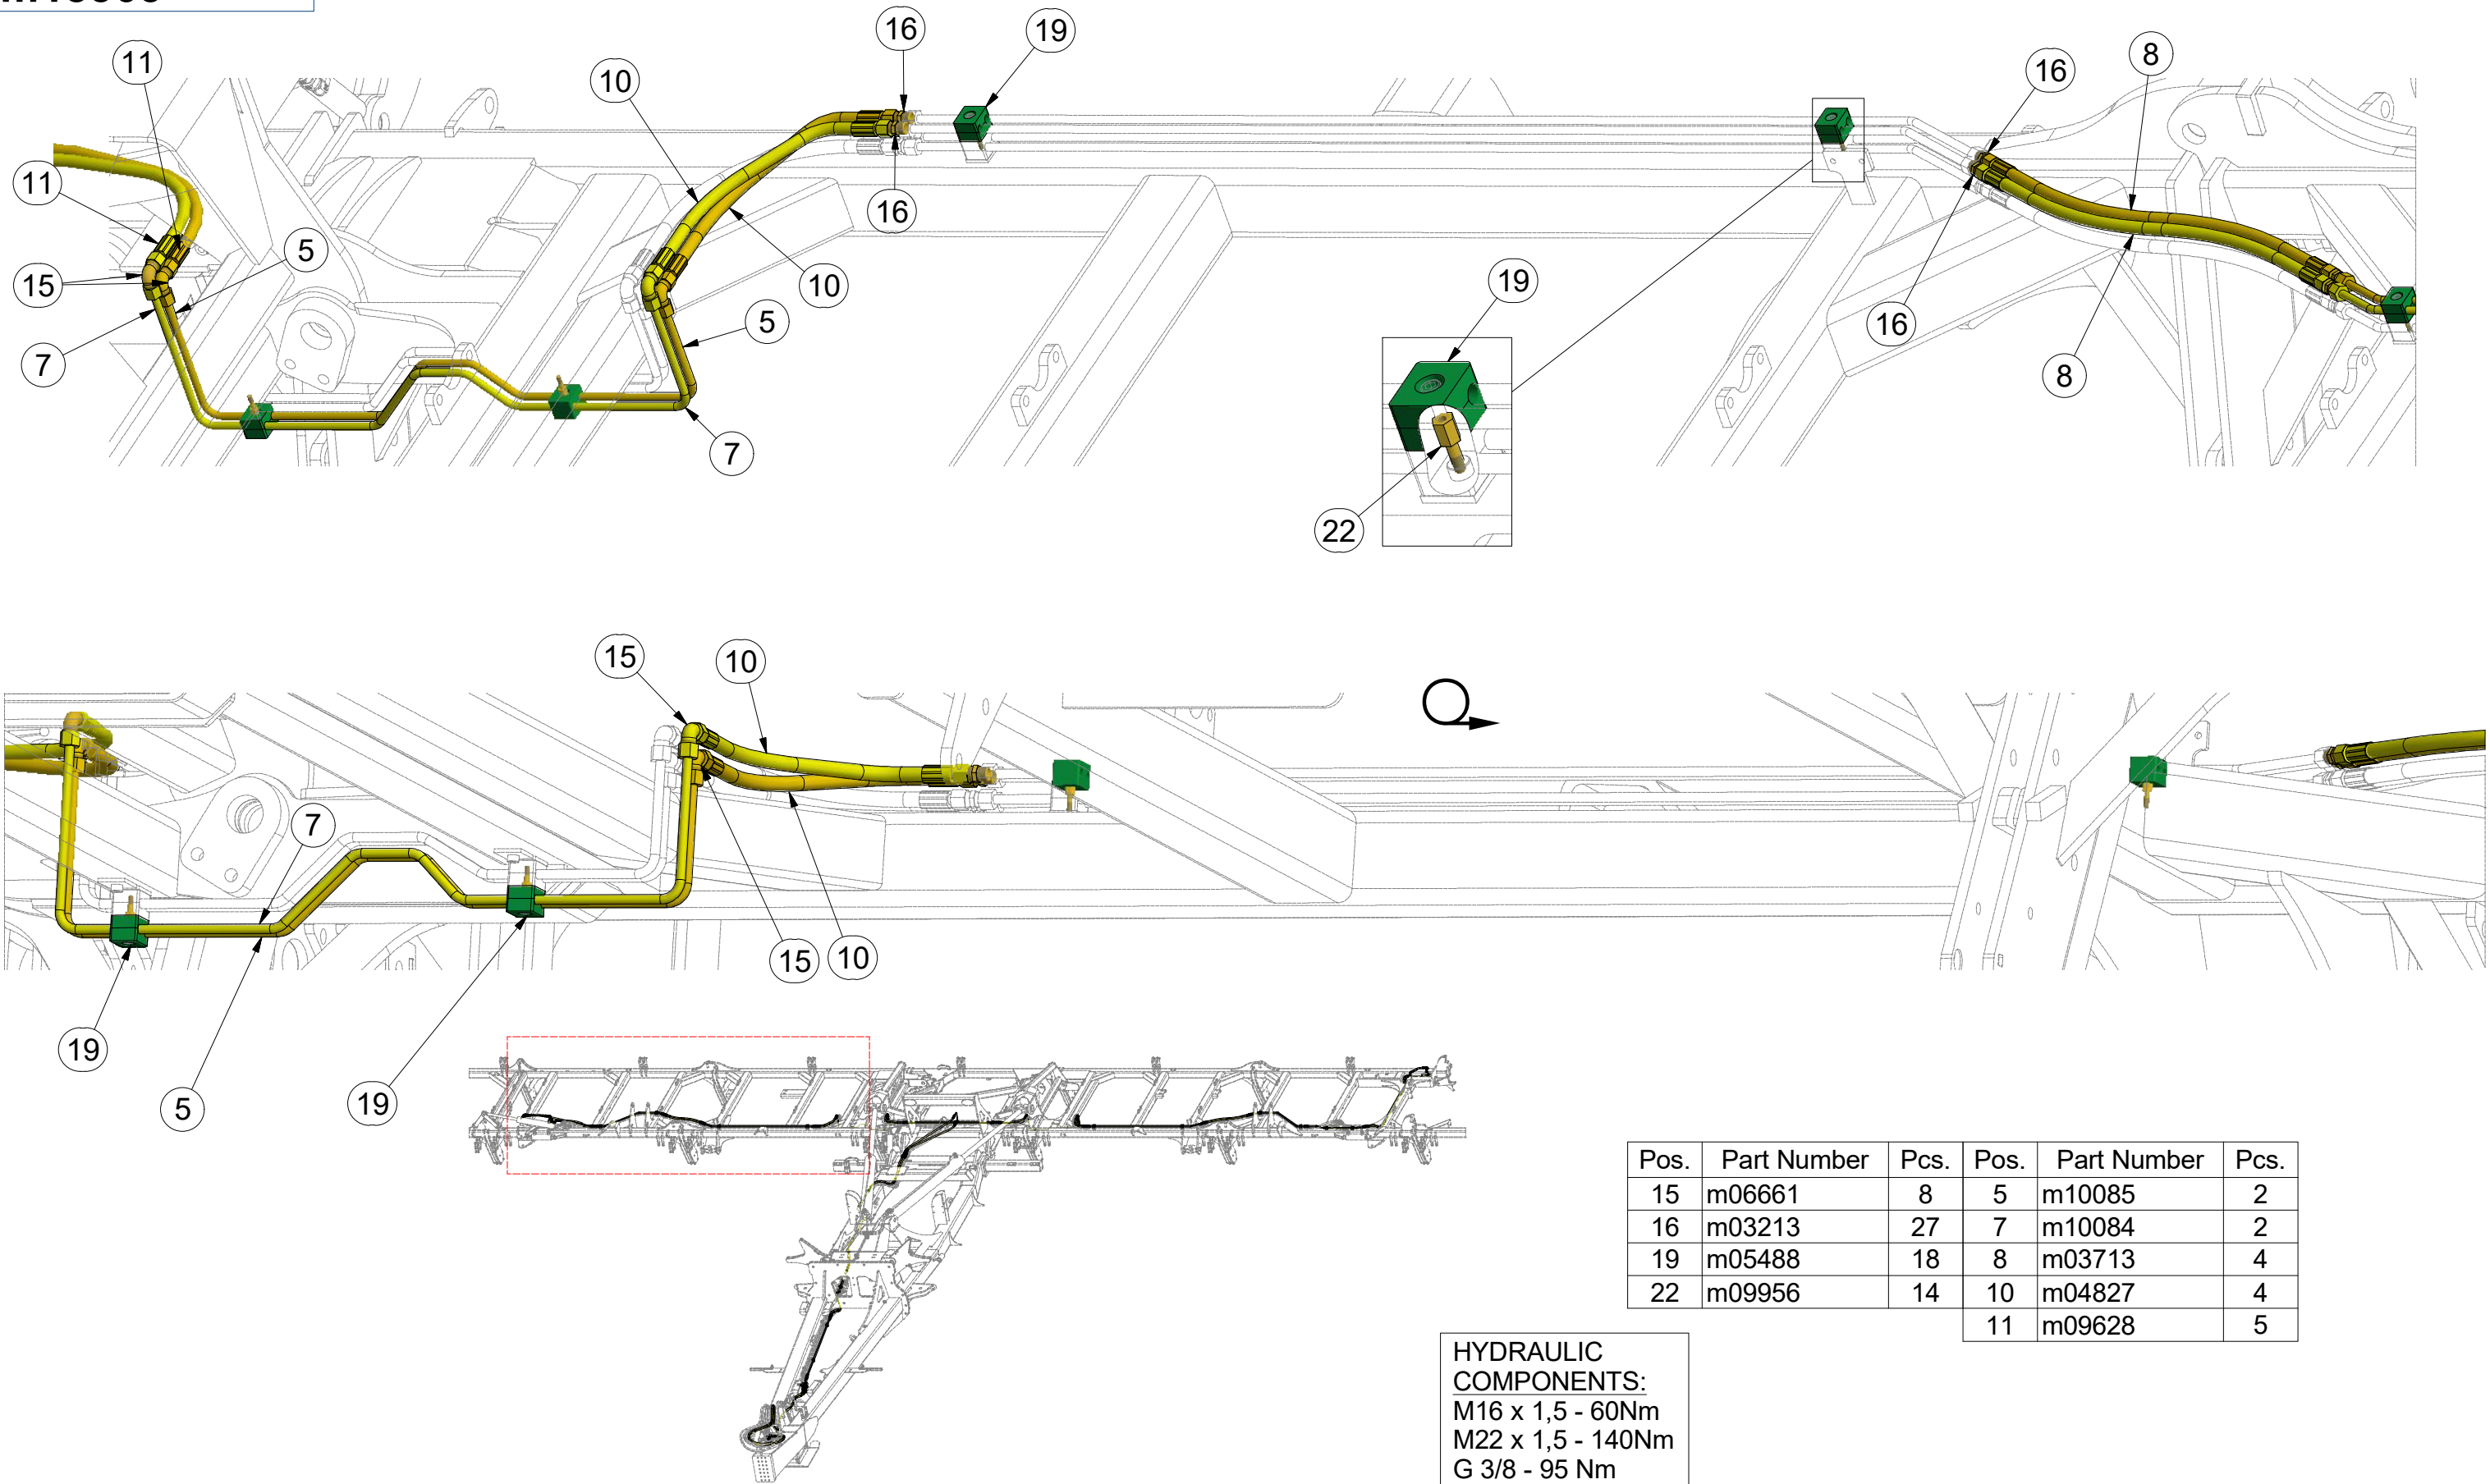 16
19
8
11
10
16
11
16
5
10
19
15
5
16
7
8
7
22
15
10
7
15
10
19
19
5
Pos. Part Number Pcs. Pos. Part Number Pcs.
15 m06661 8 5 m10085 2
16 m03213 27 7 m10084 2
19 m05488 18 8 m03713 4
22 m09956 14 10 m04827 4
11 m09628 5
HYDRAULIC
COMPONENTS:
M16 x 1,5 - 60Nm
M22 x 1,5 - 140Nm
G 3/8 - 95 Nm